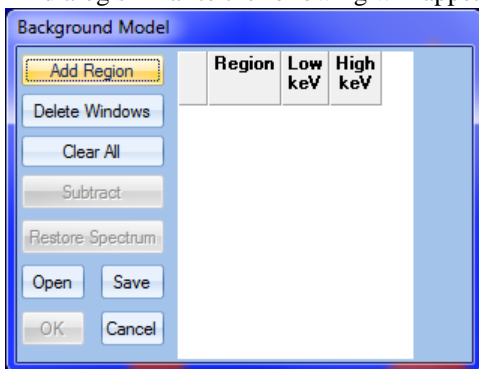 Background Model
Add Region
Delete Windows
Clear All
Subtract
Restore Spectrum
Open Save
OK Cancel
Region Low High
keV keV